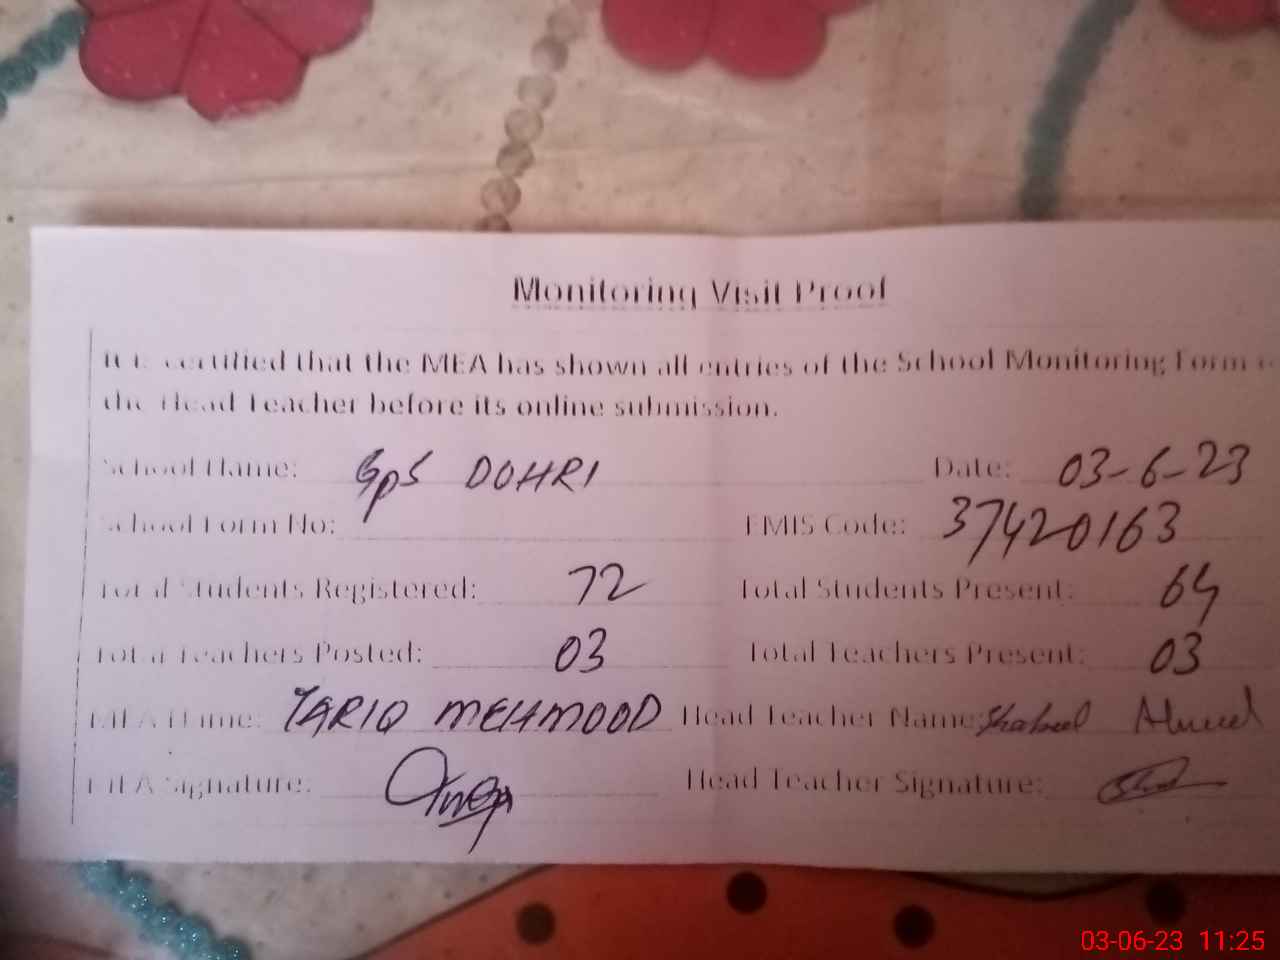 Monitoring Visit Proof
It is certified that the MEA has shown all entries of the School Monitoring Form
the Head Teacher before its online submission.
School Name: GPS DOHRI Date: 03-6-23
School Form No: EMIS Code: 37420163
Total Students Registered: 72 Total Students Present: 64
Total Teachers Posted: 03 Total Teachers Present: 03
MEA Name: TARIQ MEHMOOD Head Teacher Name:
MEA Signature: Head Teacher Signature:
03-06-23 11:25